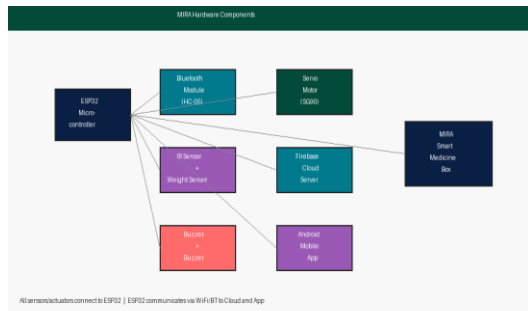 MIRA Hardware Components
Bluetooth
Module
(HC-05)
Servo
Motor
(SG90)
ESP32
Micro-
controller
MIRA
Smart
Medicine
Box
IR Sensor
+
Weight Sensor
Firebase
Cloud
Server
Buzzer
+
Buzzer
Android
Mobile
App
All sensors/actuators connect to ESP32 | ESP32 communicates via WiFi/BT to Cloud and App